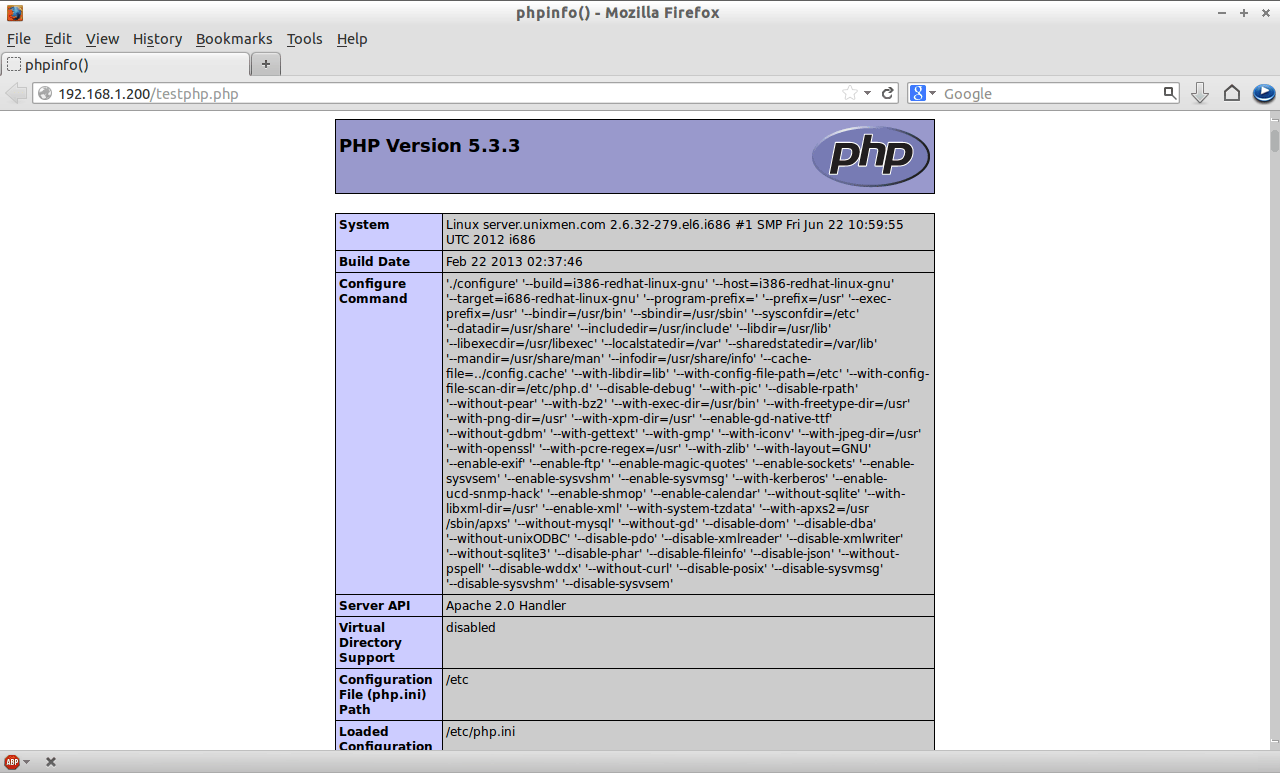 phpinfo() - Mozilla Firefox
File Edit View History Bookmarks Tools Help
phpinfo()
192.168.1.200/testphp.php
Google
PHP Version 5.3.3
php
System
Linux server.unixmen.com 2.6.32-279.el6.i686 #1 SMP Fri Jun 22 10:59:55
UTC 2012 i686
Build Date
Feb 22 2013 02:37:46
Configure
Command
'./configure' '--build=i386-redhat-linux-gnu' '--host=i386-redhat-linux-gnu'
'--target=i686-redhat-linux-gnu' '--program-prefix=' '--prefix=/usr' '--exec-
prefix=/usr' '--bindir=/usr/bin' '--sbindir=/usr/sbin' '--sysconfdir=/etc'
'--datadir=/usr/share' '--includedir=/usr/include' '--libdir=/usr/lib'
'--libexecdir=/usr/libexec' '--localstatedir=/var' '--sharedstatedir=/var/lib'
'--mandir=/usr/share/man' '--infodir=/usr/share/info' '--cache-
file=../config.cache' '--with-libdir=lib' '--with-config-file-path=/etc' '--with-config-
file-scan-dir=/etc/php.d' '--disable-debug' '--with-pic' '--disable-rpath'
'--without-pear' '--with-bz2' '--with-exec-dir=/usr/bin' '--with-freetype-dir=/usr'
'--with-png-dir=/usr' '--with-xpm-dir=/usr' '--enable-gd-native-ttf'
'--without-gdbm' '--with-gettext' '--with-gmp' '--with-iconv' '--with-jpeg-dir=/usr'
'--with-openssl' '--with-pcre-regex=/usr' '--with-zlib' '--with-layout=GNU'
'--enable-exif' '--enable-ftp' '--enable-magic-quotes' '--enable-sockets' '--enable-
sysvsem' '--enable-sysvshm' '--enable-sysvmsg' '--with-kerberos' '--enable-
ucd-snmp-hack' '--enable-shmop' '--enable-calendar' '--without-sqlite' '--with-
libxml-dir=/usr' '--enable-xml' '--with-system-tzdata' '--with-apxs2=/usr
/sbin/apxs' '--without-mysql' '--without-gd' '--disable-dom' '--disable-dba'
'--without-unixODBC' '--disable-pdo' '--disable-xmlreader' '--disable-xmlwriter'
'--without-sqlite3' '--disable-phar' '--disable-fileinfo' '--disable-json' '--without-
pspell' '--disable-wddx' '--without-curl' '--disable-posix' '--disable-sysvmsg'
'--disable-sysvshm' '--disable-sysvsem'
Server API
Apache 2.0 Handler
Virtual
Directory
Support
disabled
Configuration
File (php.ini)
Path
/etc
Loaded
Configuration
/etc/php.ini
ABP